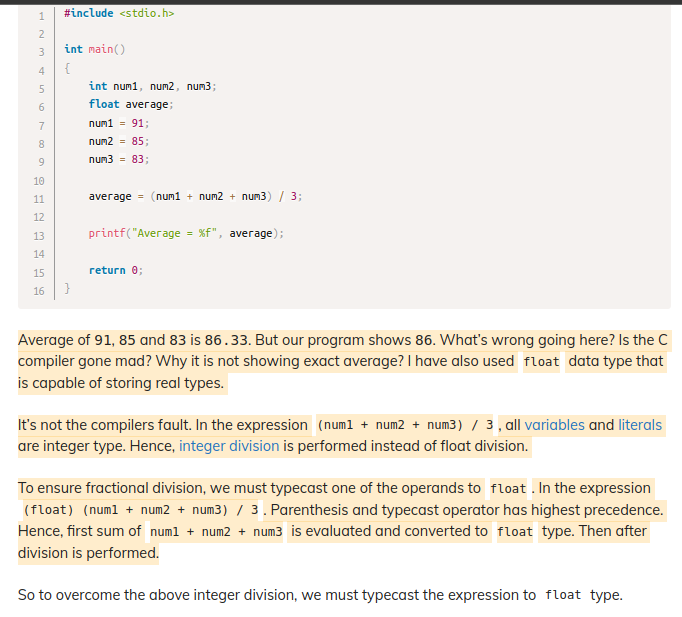 1 #include <stdio.h>
2
3 int main()
4 {
5 int num1, num2, num3;
6 float average;
7 num1 = 91;
8 num2 = 85;
9 num3 = 83;
10
11 average = (num1 + num2 + num3) / 3;
12
13 printf("Average = %f", average);
14
15 return 0;
16 }
Average of 91, 85 and 83 is 86.33. But our program shows 86. What's wrong going here? Is the C
compiler gone mad? Why it is not showing exact average? I have also used float data type that
is capable of storing real types.
It's not the compilers fault. In the expression (num1 + num2 + num3) / 3 , all variables and literals
are integer type. Hence, integer division is performed instead of float division.
To ensure fractional division, we must typecast one of the operands to float . In the expression
(float) (num1 + num2 + num3) / 3 . Parenthesis and typecast operator has highest precedence.
Hence, first sum of num1 + num2 + num3 is evaluated and converted to float type. Then after
division is performed.
So to overcome the above integer division, we must typecast the expression to float type.